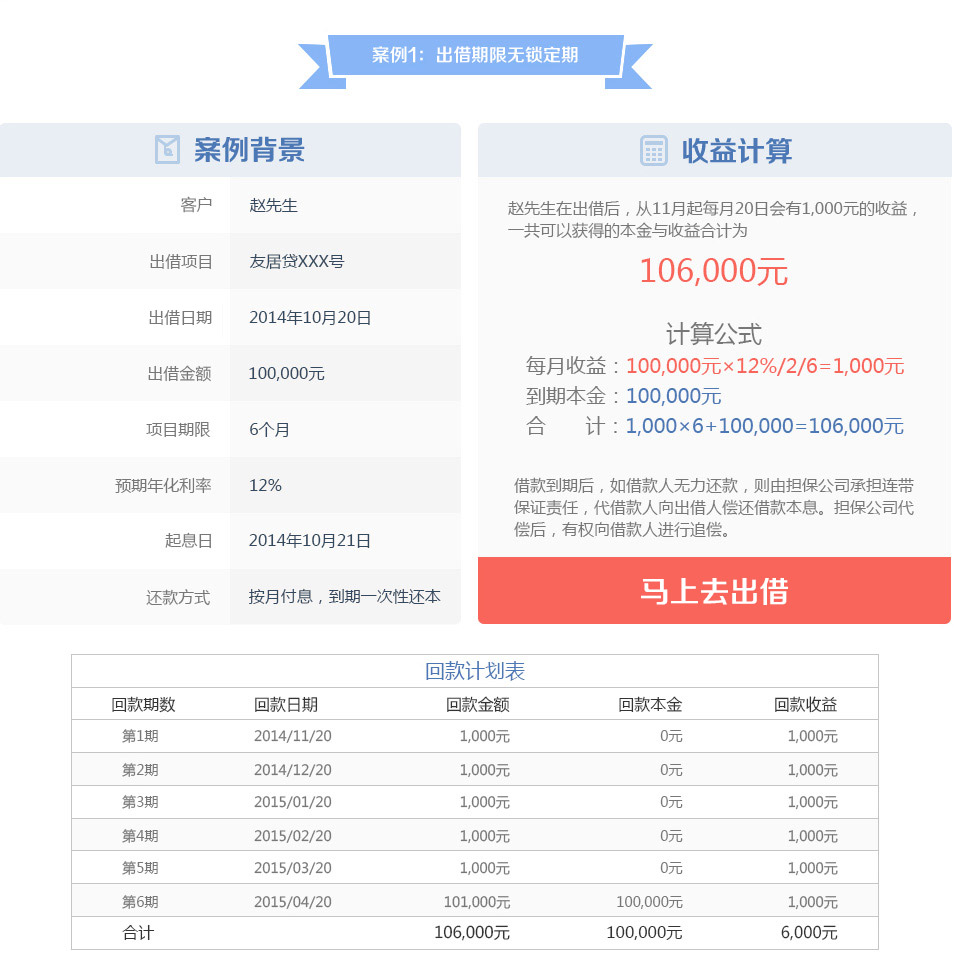 案例1：出借期限无锁定期
案例背景
客户 赵先生
出借项目 友居贷XXX号
出借日期 2014年10月20日
出借金额 100,000元
项目期限 6个月
预期年化利率 12%
起息日 2014年10月21日
还款方式 按月付息，到期一次性还本
收益计算
赵先生在出借后，从11月起每月20日会有1,000元的收益，
一共可以获得的本金与收益合计为
106,000元
计算公式
每月收益：100,000元×12%/2/6=1,000元
到期本金：100,000元
合 计：1,000×6+100,000=106,000元
借款到期后，如借款人无力还款，则由担保公司承担连带
保证责任，代借款人向出借人偿还借款本息。担保公司代
偿后，有权向借款人进行追偿。
马上去出借
回款计划表
回款期数 回款日期 回款金额 回款本金 回款收益
第1期 2014/11/20 1,000元 0元 1,000元
第2期 2014/12/20 1,000元 0元 1,000元
第3期 2015/01/20 1,000元 0元 1,000元
第4期 2015/02/20 1,000元 0元 1,000元
第5期 2015/03/20 1,000元 0元 1,000元
第6期 2015/04/20 101,000元 100,000元 1,000元
合计 106,000元 100,000元 6,000元